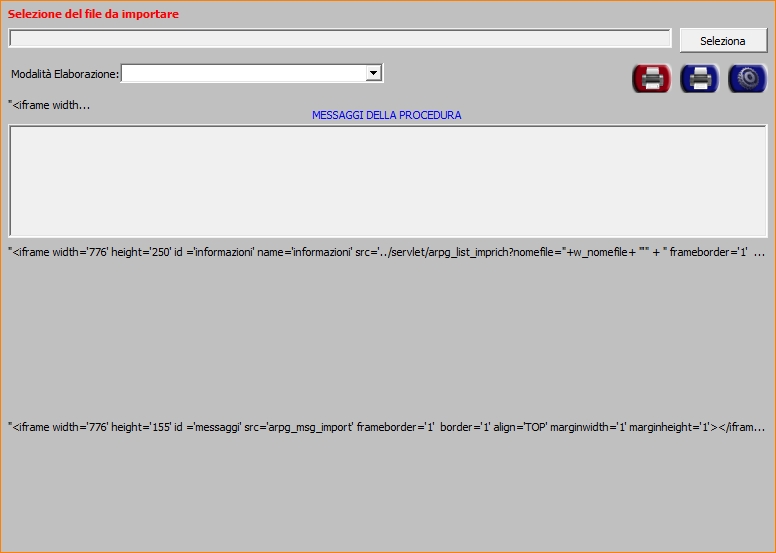 Selezione del file da importare
Seleziona
Modalità Elaborazione:
"<iframe width...
MESSAGGI DELLA PROCEDURA
"<iframe width='776' height='250' id ='informazioni' name='informazioni' src='../servlet/arpg_list_imprich?nomefile="+w_nomefile+ "'" + " frameborder='1' ...
"<iframe width='776' height='155' id ='messaggi' src='arpg_msg_import' frameborder='1' border='1' align='TOP' marginwidth='1' marginheight='1'></ifram...